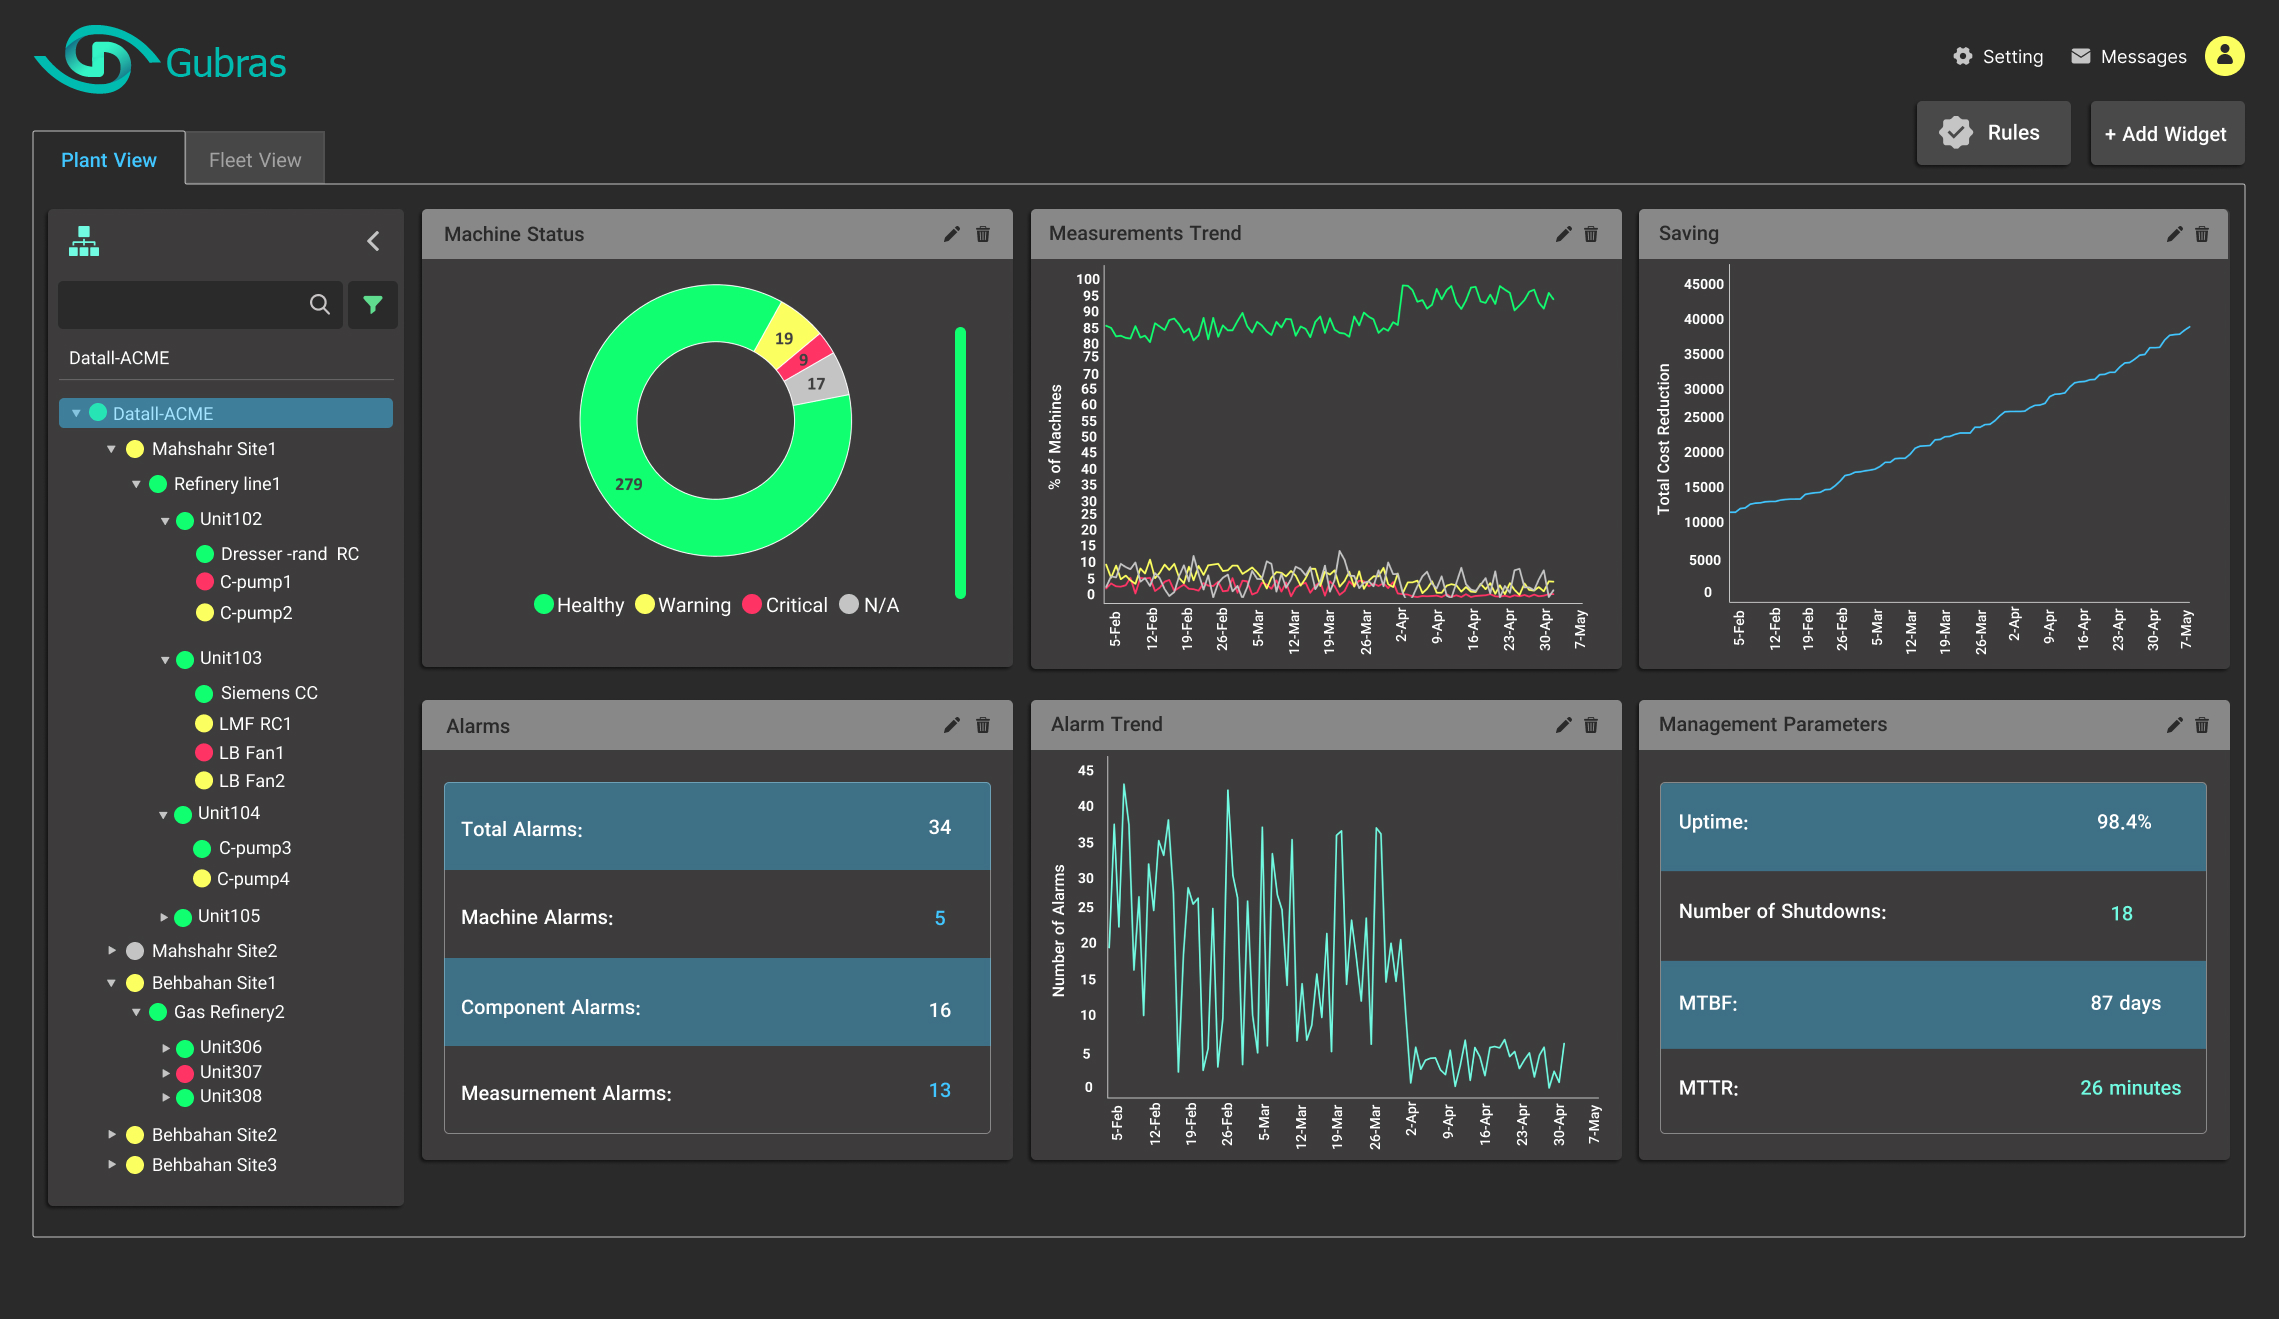 Gubras
Setting
Messages
Rules
+ Add Widget
Plant View
Fleet View
Datall-ACME
Datall-ACME
Mahshahr Site1
Refinery line1
Unit102
Dresser -rand RC
C-pump1
C-pump2
Unit103
Siemens CC
LMF RC1
LB Fan1
LB Fan2
Unit104
C-pump3
C-pump4
Unit105
Mahshahr Site2
Behbahan Site1
Gas Refinery2
Unit306
Unit307
Unit308
Behbahan Site2
Behbahan Site3
Machine Status
19
9
17
279
Healthy
Warning
Critical
N/A
Measurements Trend
% of Machines
100
95
90
85
80
75
70
65
60
55
50
45
40
35
30
25
20
15
10
5
0
5-Feb
12-Feb
19-Feb
26-Feb
5-Mar
12-Mar
19-Mar
26-Mar
2-Apr
9-Apr
16-Apr
23-Apr
30-Apr
7-May
Saving
Total Cost Reduction
45000
40000
35000
30000
25000
20000
15000
10000
5000
0
5-Feb
12-Feb
19-Feb
26-Feb
5-Mar
12-Mar
19-Mar
26-Mar
2-Apr
9-Apr
16-Apr
23-Apr
30-Apr
7-May
Alarms
Total Alarms: 34
Machine Alarms: 5
Component Alarms: 16
Measurnement Alarms: 13
Alarm Trend
Number of Alarms
45
40
35
30
25
20
15
10
5
0
5-Feb
12-Feb
19-Feb
26-Feb
5-Mar
12-Mar
19-Mar
26-Mar
2-Apr
9-Apr
16-Apr
23-Apr
30-Apr
7-May
Management Parameters
Uptime: 98.4%
Number of Shutdowns: 18
MTBF: 87 days
MTTR: 26 minutes